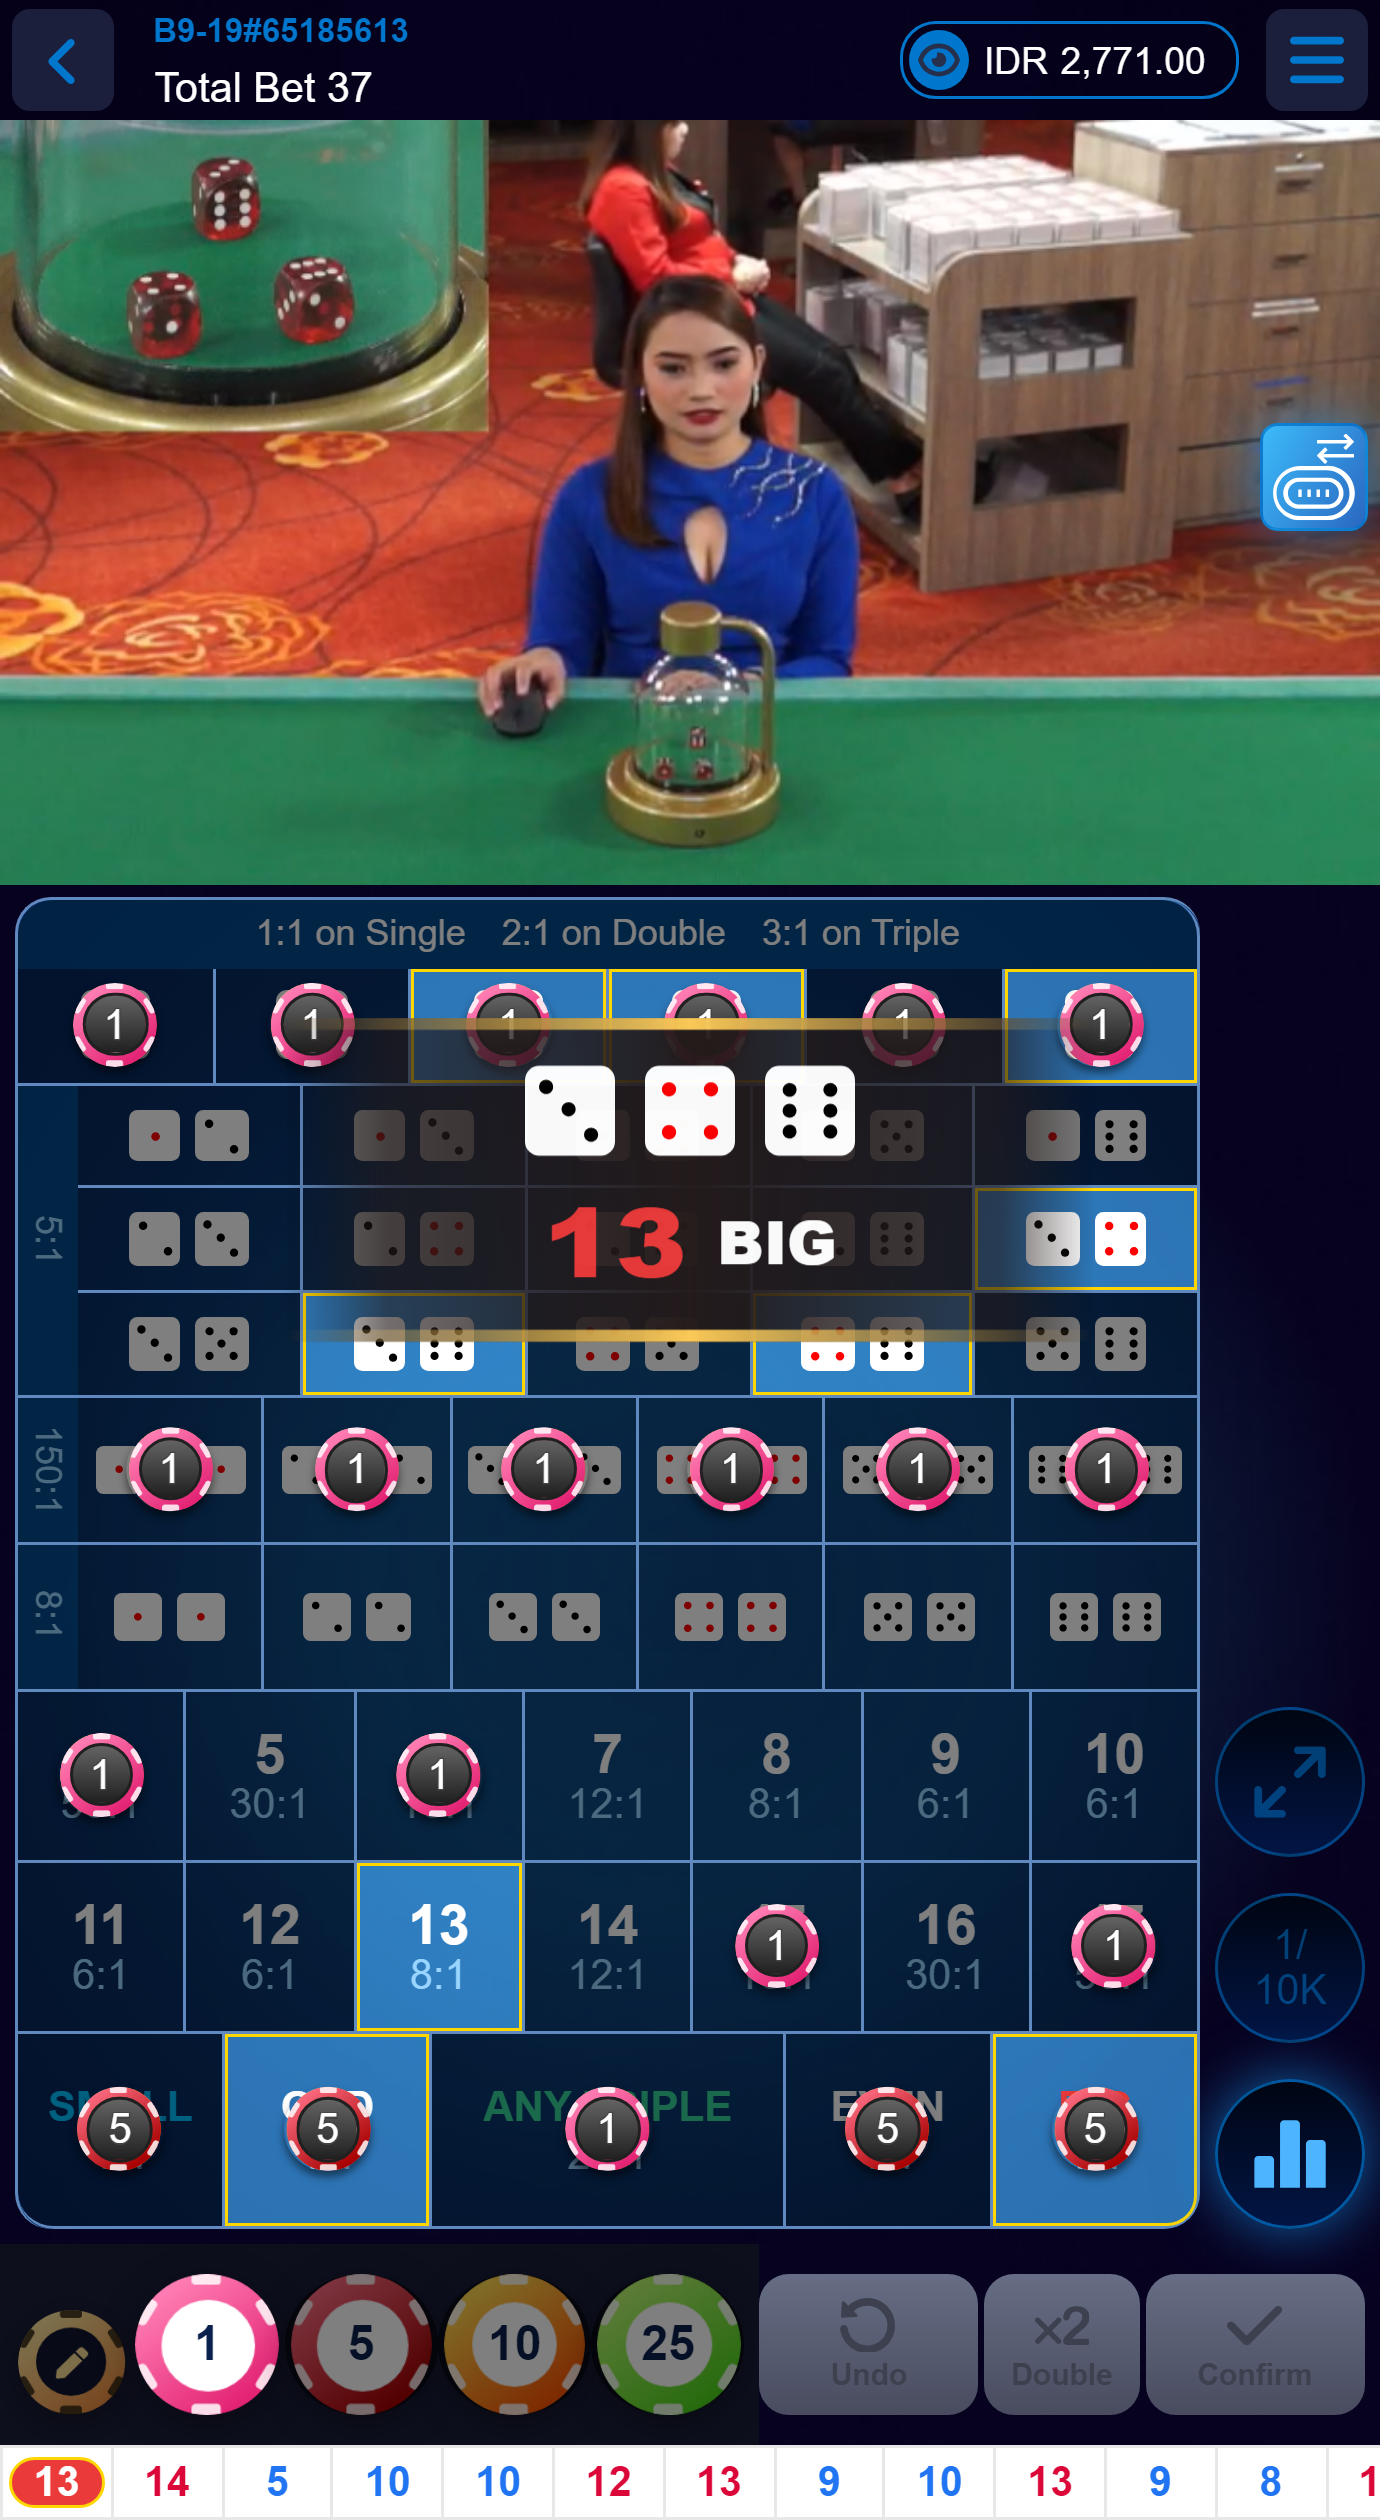 B9-19#65185613
Total Bet 37
IDR 2,771.00
1:1 on Single 2:1 on Double 3:1 on Triple
1 1 1 1 1 1
13 BIG
5:1
150:1
1 1 1 1 1 1
8:1
1 5 1 7 8 9 10
30:1 12:1 8:1 6:1 6:1
11 12 13 14 1 16 1
6:1 6:1 8:1 12:1 30:1
5 5 1 5 5
1/
10K
1 5 10 25
Undo x2 Double Confirm
13 14 5 10 10 12 13 9 10 13 9 8